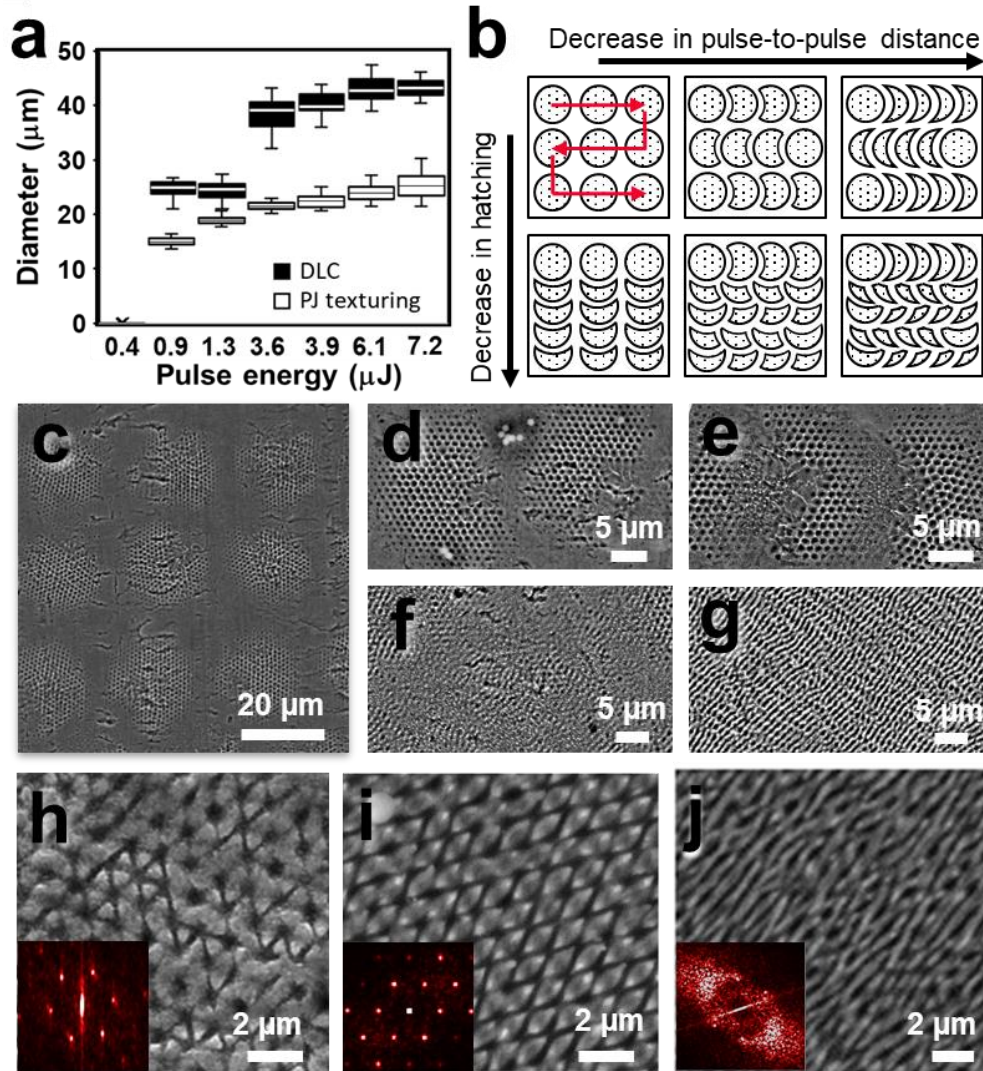 a
50
40
30
20
10
0
Diameter (μm)
DLC
PJ texturing
0.4 0.9 1.3 3.6 3.9 6.1 7.2
Pulse energy (μJ)
b
Decrease in pulse-to-pulse distance
Decrease in hatching
c
20 μm
d
5 μm
e
5 μm
f
5 μm
g
5 μm
h
2 μm
i
2 μm
j
2 μm